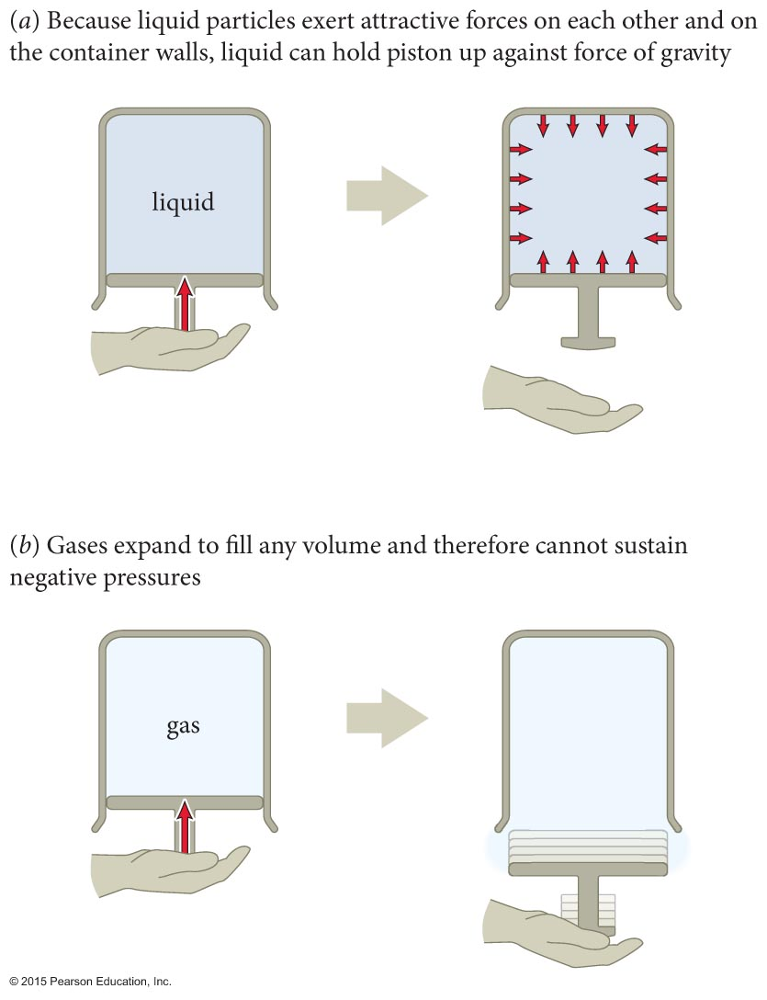 (a) Because liquid particles exert attractive forces on each other and on
the container walls, liquid can hold piston up against force of gravity
liquid
(b) Gases expand to fill any volume and therefore cannot sustain
negative pressures
gas
© 2015 Pearson Education, Inc.